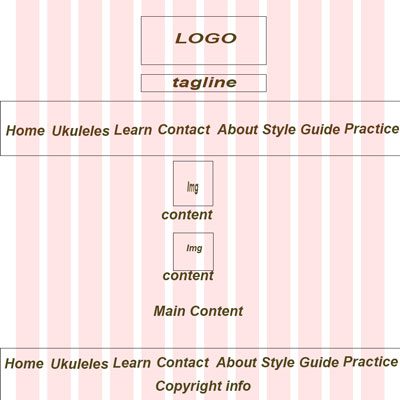 LOGO
tagline
Home Ukuleles Learn Contact About Style Guide Practice
Img
content
Img
content
Main Content
Home Ukuleles Learn Contact About Style Guide Practice
Copyright info